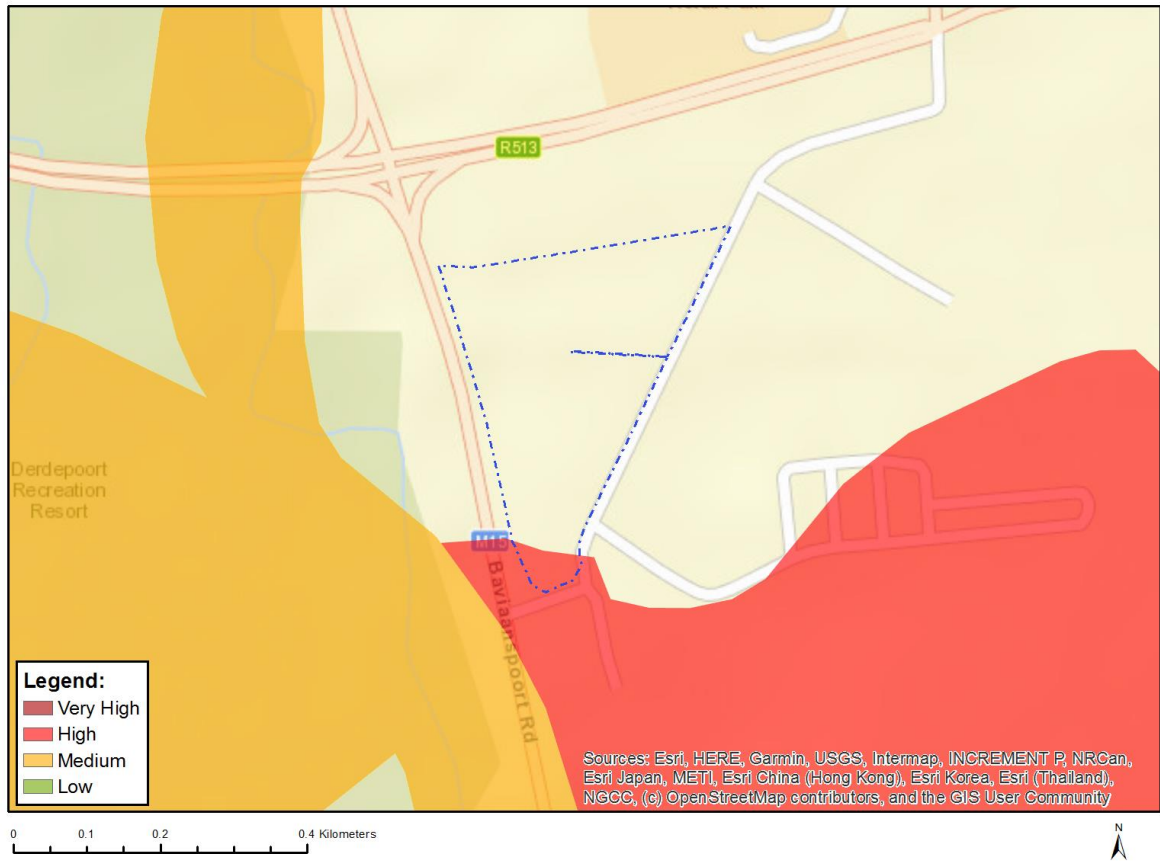 R513
Derdepoort
Recreation
Resort
M15
Baviaanspoort Rd
Legend:
Very High
High
Medium
Low
Sources: Esri, HERE, Garmin, USGS, Intermap, INCREMENT P, NRCan,
Esri Japan, METI, Esri China (Hong Kong), Esri Korea, Esri (Thailand),
NGCC, (c) OpenStreetMap contributors, and the GIS User Community
0 0.1 0.2 0.4 Kilometers
N